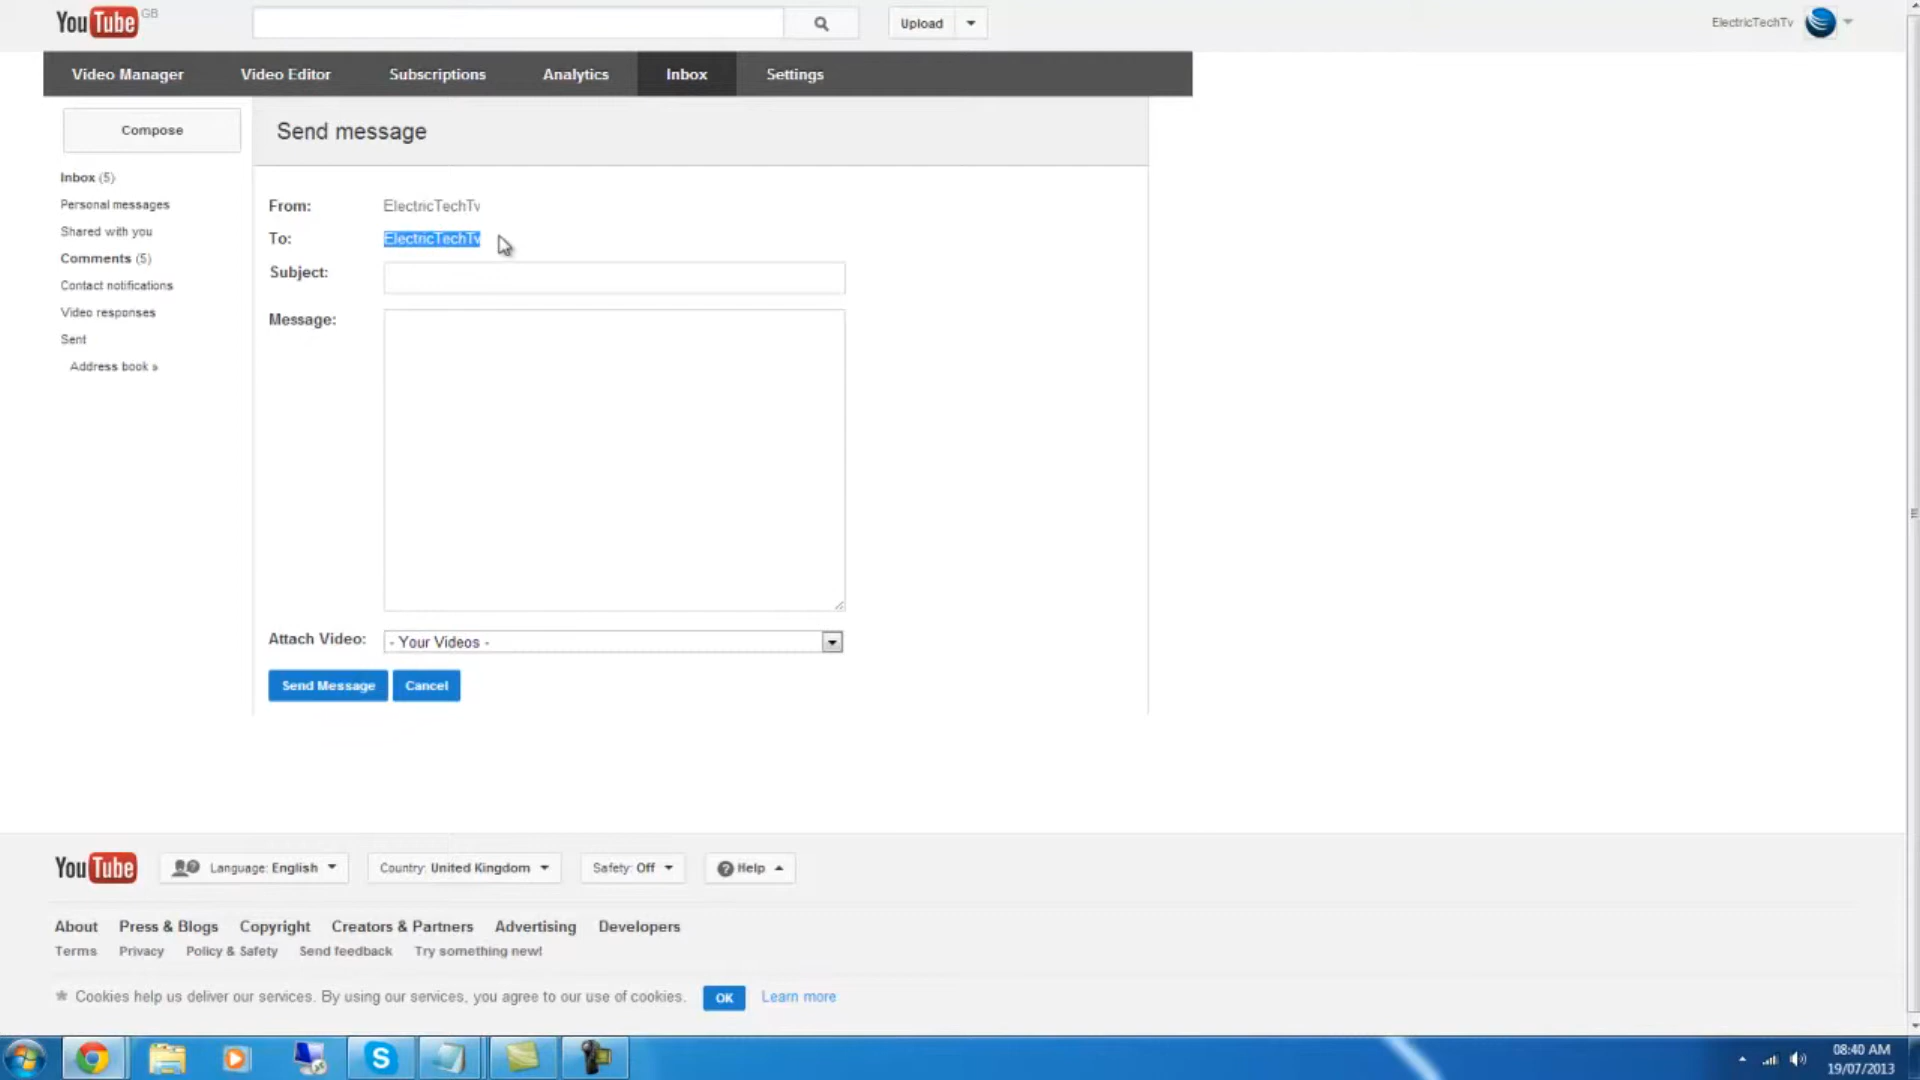 YouTube GB
Upload
ElectricTechTv
Video Manager Video Editor Subscriptions Analytics Inbox Settings
Compose
Send message
Inbox (5)
Personal messages
Shared with you
Comments (5)
Contact notifications
Video responses
Sent
Address book »
From: ElectricTechTv
To: ElectricTechTv
Subject:
Message:
Attach Video: - Your Videos -
Send Message Cancel
YouTube Language: English Country: United Kingdom Safety: Off Help
About Press & Blogs Copyright Creators & Partners Advertising Developers
Terms Privacy Policy & Safety Send feedback Try something new!
* Cookies help us deliver our services. By using our services, you agree to our use of cookies. OK Learn more
08:40 AM
19/07/2013